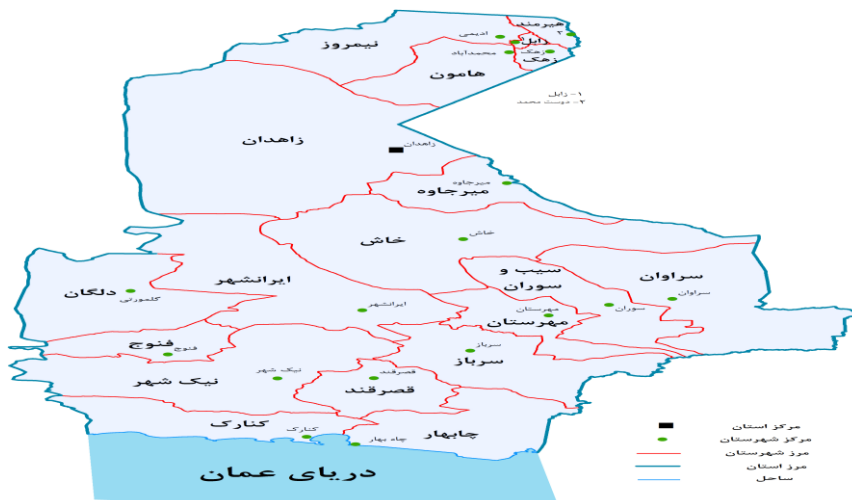 هیرمند
۲
ادیمی
نیمروز
زابل
زهک
محمدآباد
زهک
هامون
۱- زابل
۲- دوست محمد
زاهدان
زاهدان
میرجاوه
میرجاوه
خاش
خاش
سیب و
سوران
سراوان
ایرانشهر
دلگان
گلمورتی
سراوان
سوران
ایرانشهر
مهرستان
مهرستان
فنوج
فنوج
سرباز
سرباز
نیک شهر
نیک شهر
قصرقند
قصرقند
کنارک
کنارک
چابهار
چاه بهار
دریای عمان
مرکز استان
مرکز شهرستان
مرز شهرستان
مرز استان
ساحل